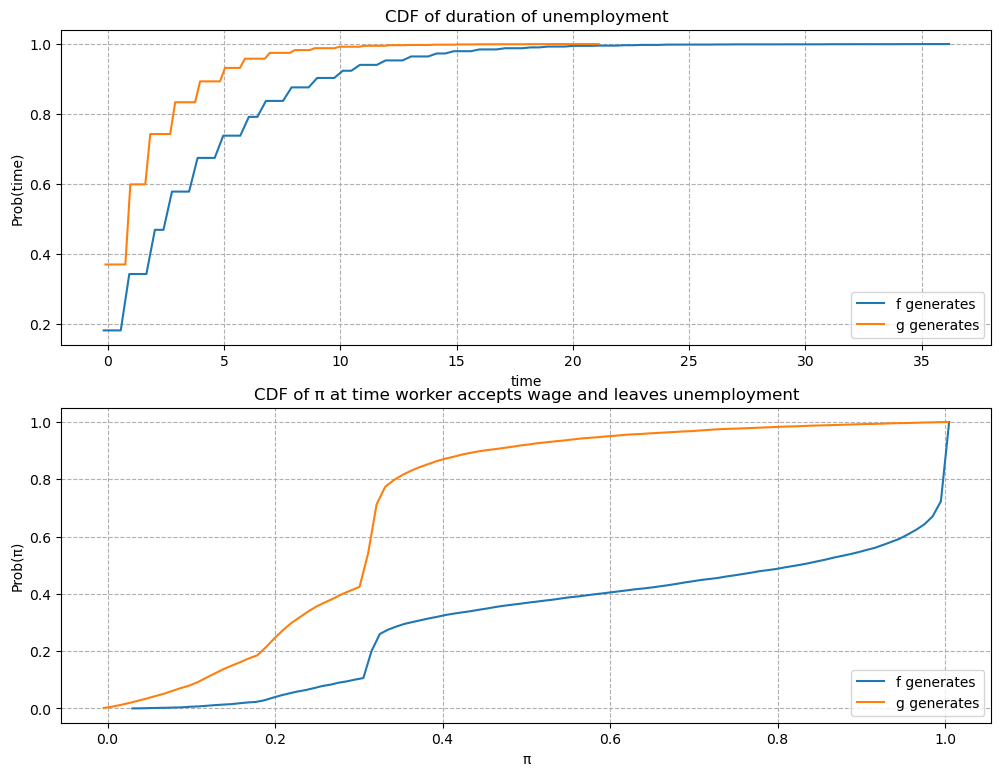 CDF of duration of unemployment
1.0
0.8
0.6
0.4
0.2
Prob(time)
f generates
g generates
0 5 10 15 20 25 30 35
time
CDF of π at time worker accepts wage and leaves unemployment
1.0
0.8
0.6
0.4
0.2
0.0
Prob(π)
f generates
g generates
0.0 0.2 0.4 0.6 0.8 1.0
π